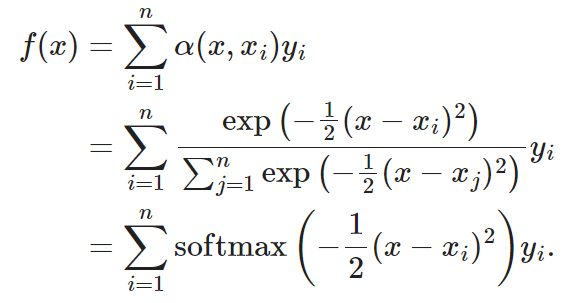 f(x) = \sum_{i=1}^{n} \alpha(x, x_i) y_i
= \sum_{i=1}^{n} \frac{\exp\left(-\frac{1}{2}(x - x_i)^2\right)}{\sum_{j=1}^{n} \exp\left(-\frac{1}{2}(x - x_j)^2\right)} y_i
= \sum_{i=1}^{n} \mathrm{softmax}\left(-\frac{1}{2}(x - x_i)^2\right) y_i.